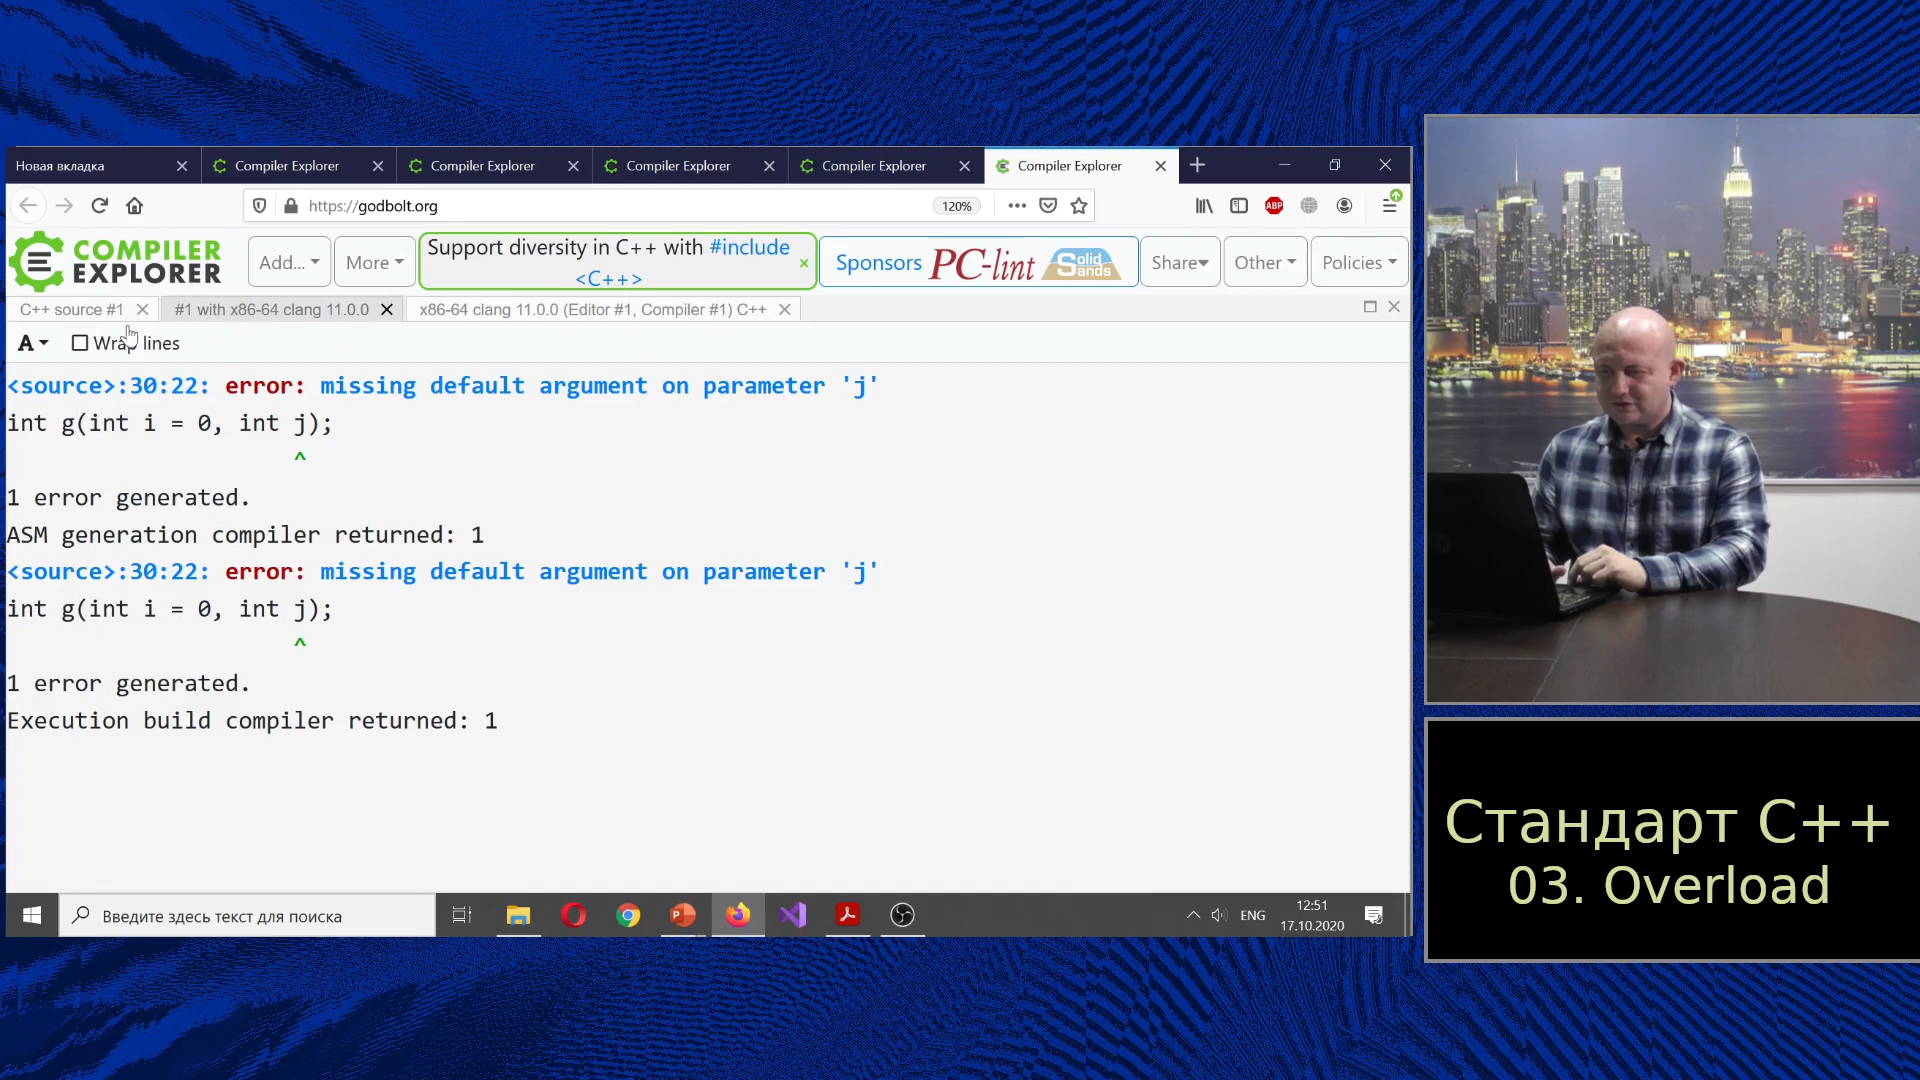 Новая вкладка
Compiler Explorer
Compiler Explorer
Compiler Explorer
Compiler Explorer
Compiler Explorer
https://godbolt.org
120%
ABP
COMPILER
EXPLORER
Add...
More
Support diversity in C++ with #include
<C++>
Sponsors
PC-lint
Solid
Sands
Share
Other
Policies
C++ source #1
#1 with x86-64 clang 11.0.0
x86-64 clang 11.0.0 (Editor #1, Compiler #1) C++
A
Wrap lines
<source>:30:22: error: missing default argument on parameter 'j'
int g(int i = 0, int j);
^
1 error generated.
ASM generation compiler returned: 1
<source>:30:22: error: missing default argument on parameter 'j'
int g(int i = 0, int j);
^
1 error generated.
Execution build compiler returned: 1
Введите здесь текст для поиска
ENG
12:51
17.10.2020
Стандарт C++
03. Overload